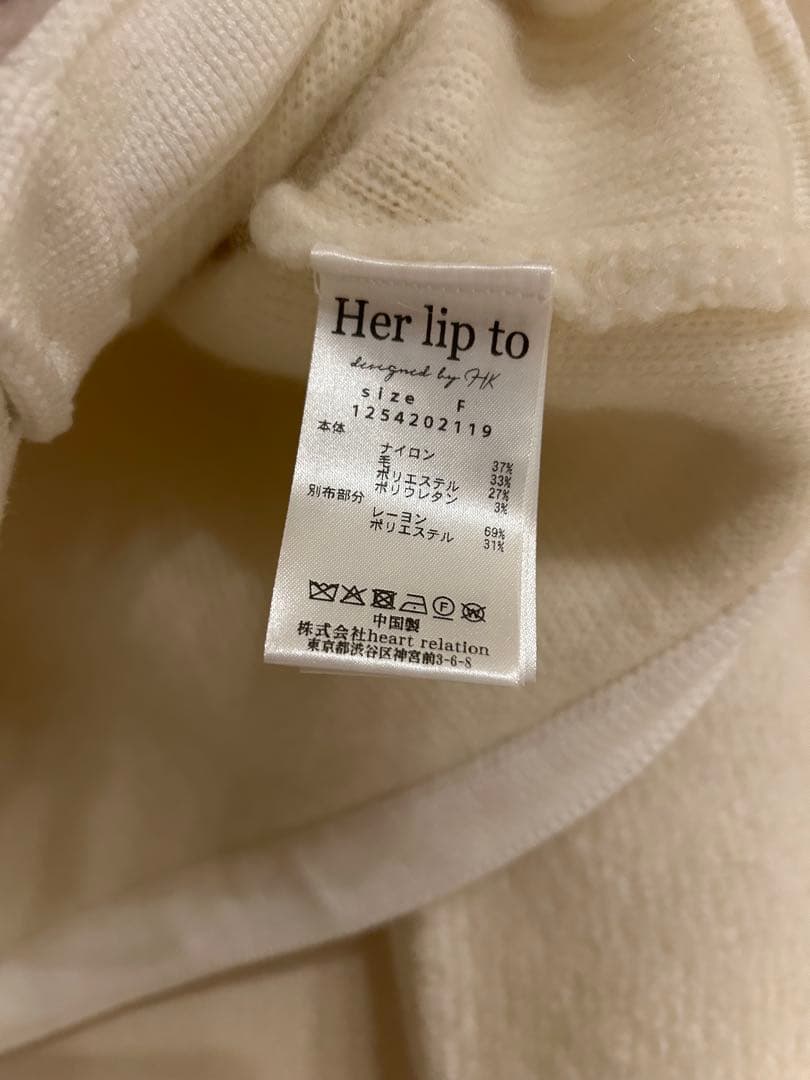 Her lip to
designed by HK
size F
1254202119
本体
ナイロン 37%
毛 33%
ポリエステル 27%
ポリウレタン 3%
別布部分
レーヨン 69%
ポリエステル 31%
F W
中国製
株式会社heart relation
東京都渋谷区神宮前3-6-8